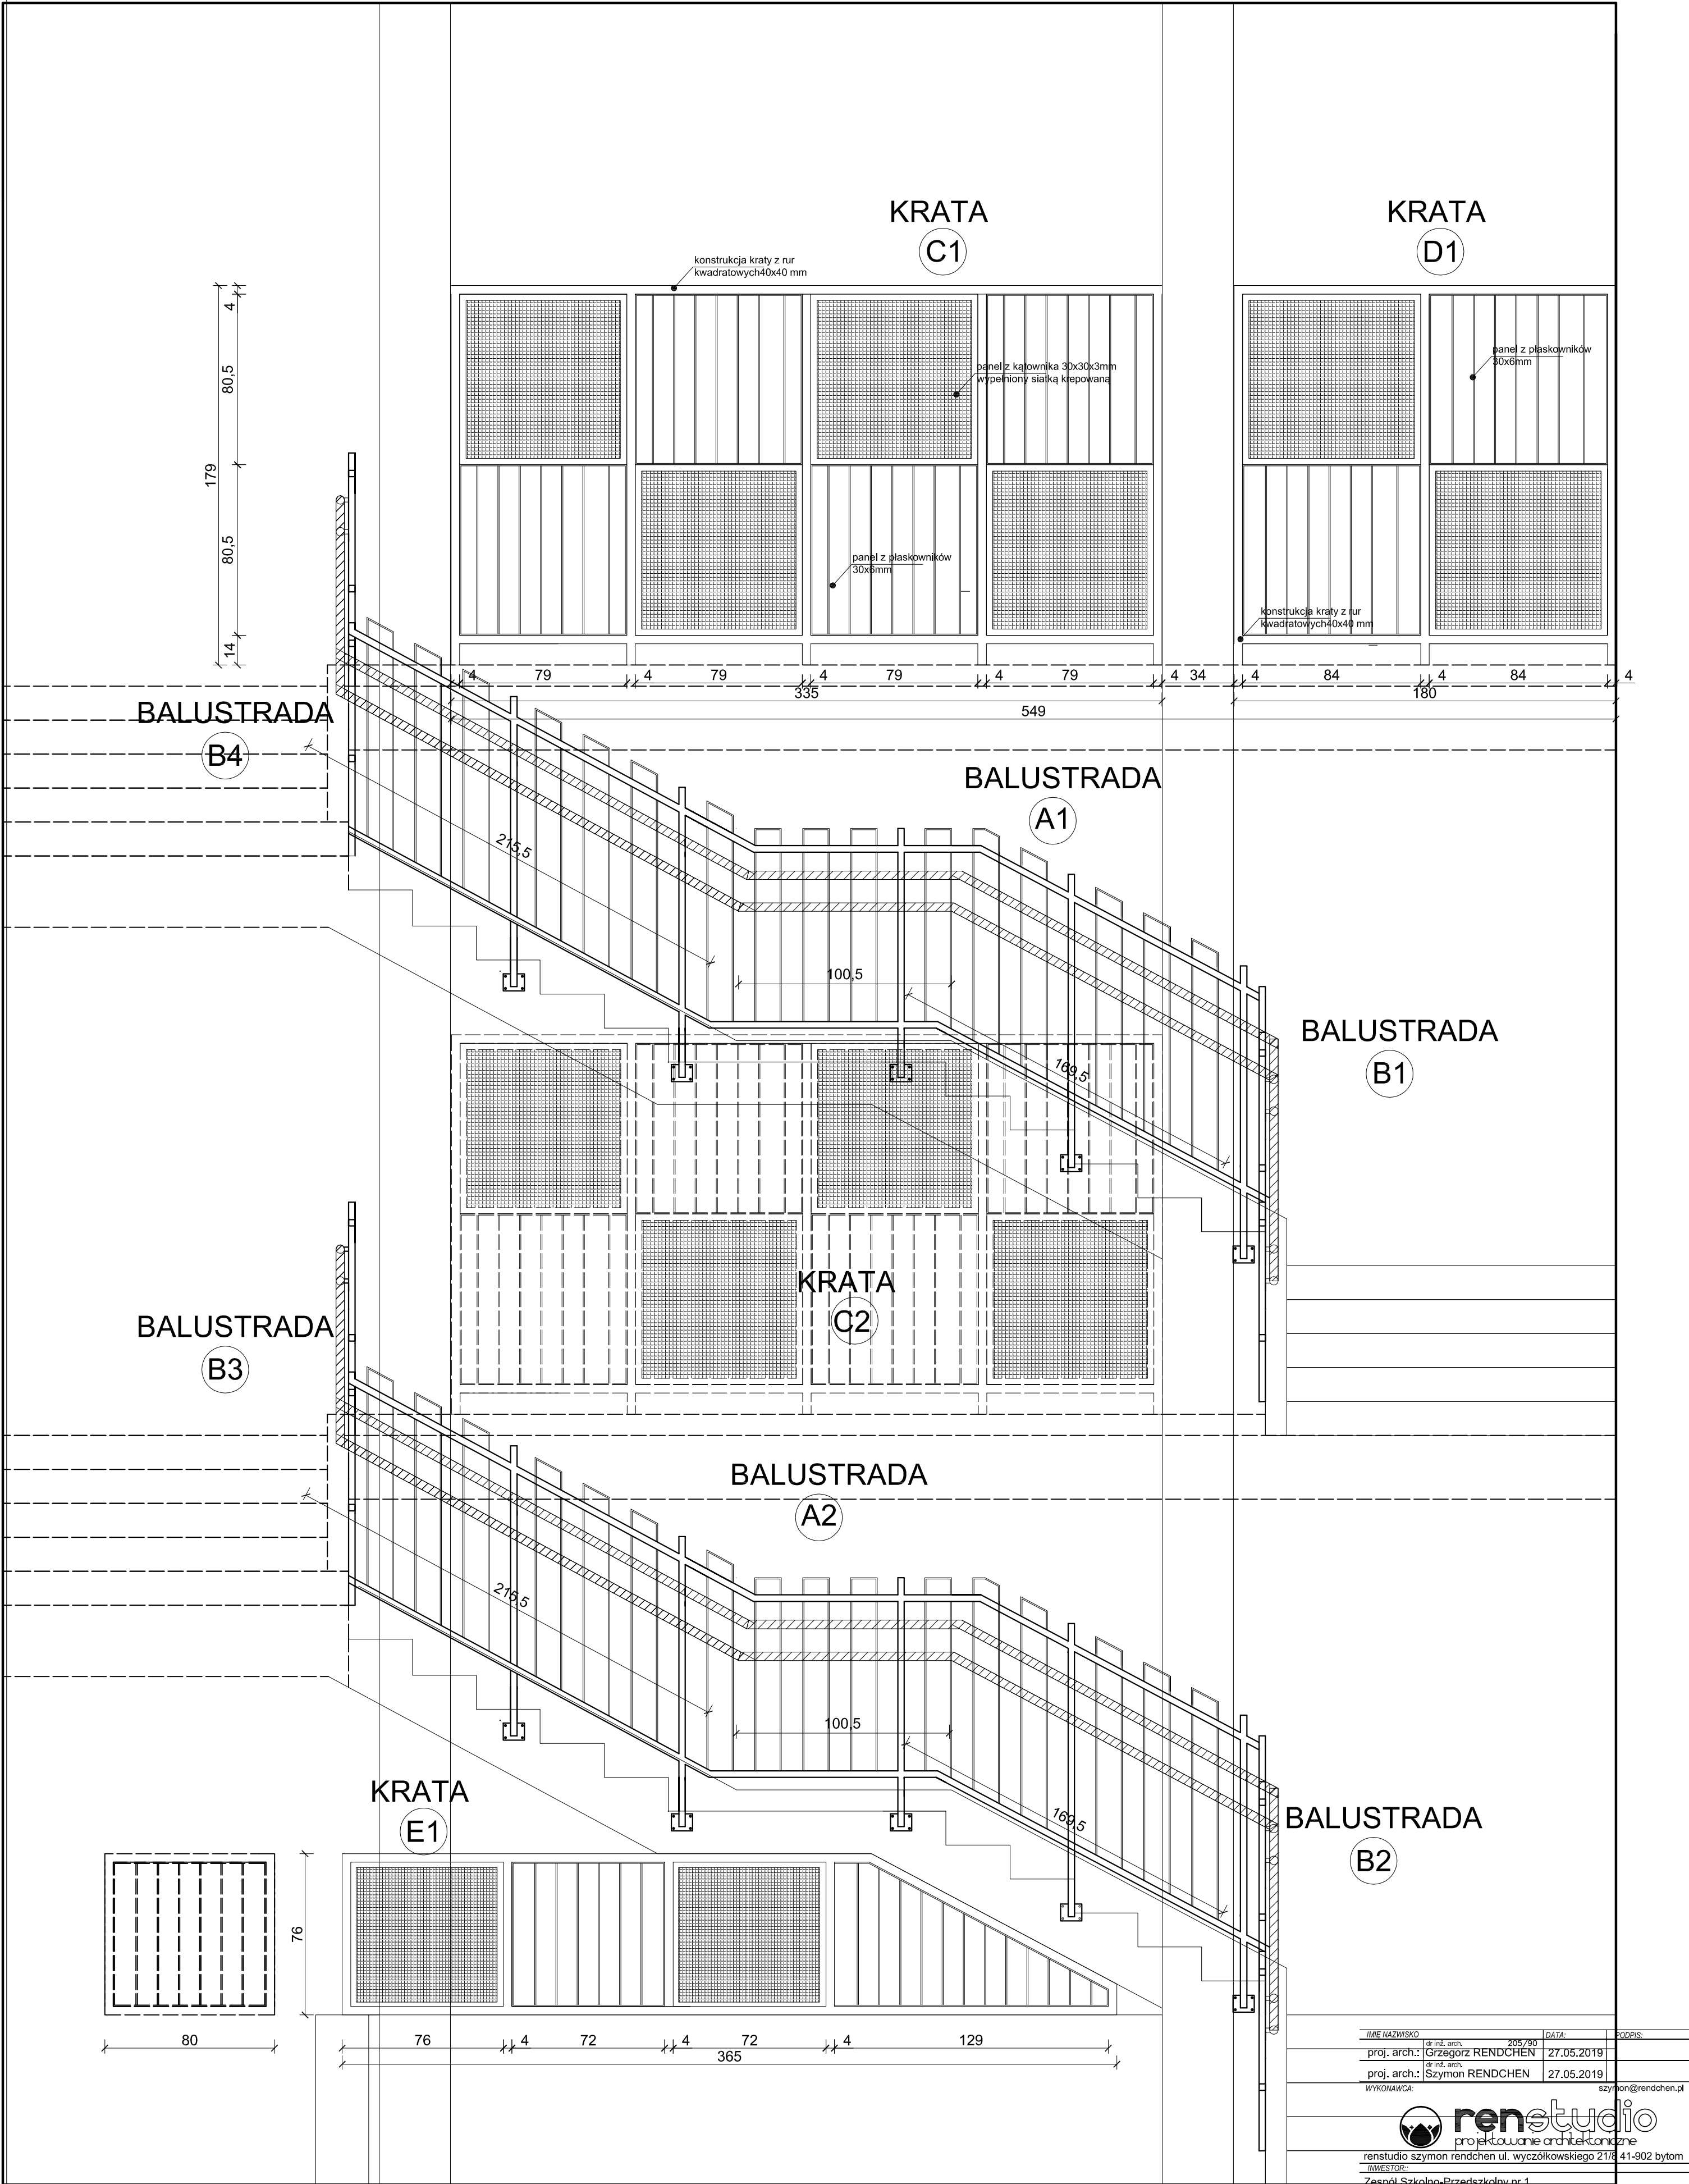 KRATA
C1
KRATA
D1
konstrukcja kraty z rur
kwadratowych40x40 mm
4
80,5
179
80,5
14
panel z kątownika 30x30x3mm
wypełniony siatką krepowaną
panel z płaskowników
30x6mm
panel z płaskowników
30x6mm
konstrukcja kraty z rur
kwadratowych40x40 mm
4 79 4 79 4 79 4 79 4 34 4 84 4 84 4
335 180
549
BALUSTRADA
B4
BALUSTRADA
A1
215,5
100,5
169,5
BALUSTRADA
B1
KRATA
C2
BALUSTRADA
B3
BALUSTRADA
A2
215,5
100,5
169,5
KRATA
E1
BALUSTRADA
B2
76
80
76 4 72 4 72 4 129
365
IMIĘ NAZWISKO DATA: PODPIS:
dr inż. arch. 205/90
proj. arch.: Grzegorz RENDCHEN 27.05.2019
dr inż. arch.
proj. arch.: Szymon RENDCHEN 27.05.2019
WYKONAWCA: szymon@rendchen.pl
renstudio
projektowanie architektoniczne
renstudio szymon rendchen ul. wyczółkowskiego 21/8 41-902 bytom
INWESTOR::
Zespół Szkolno-Przedszkolny nr 1